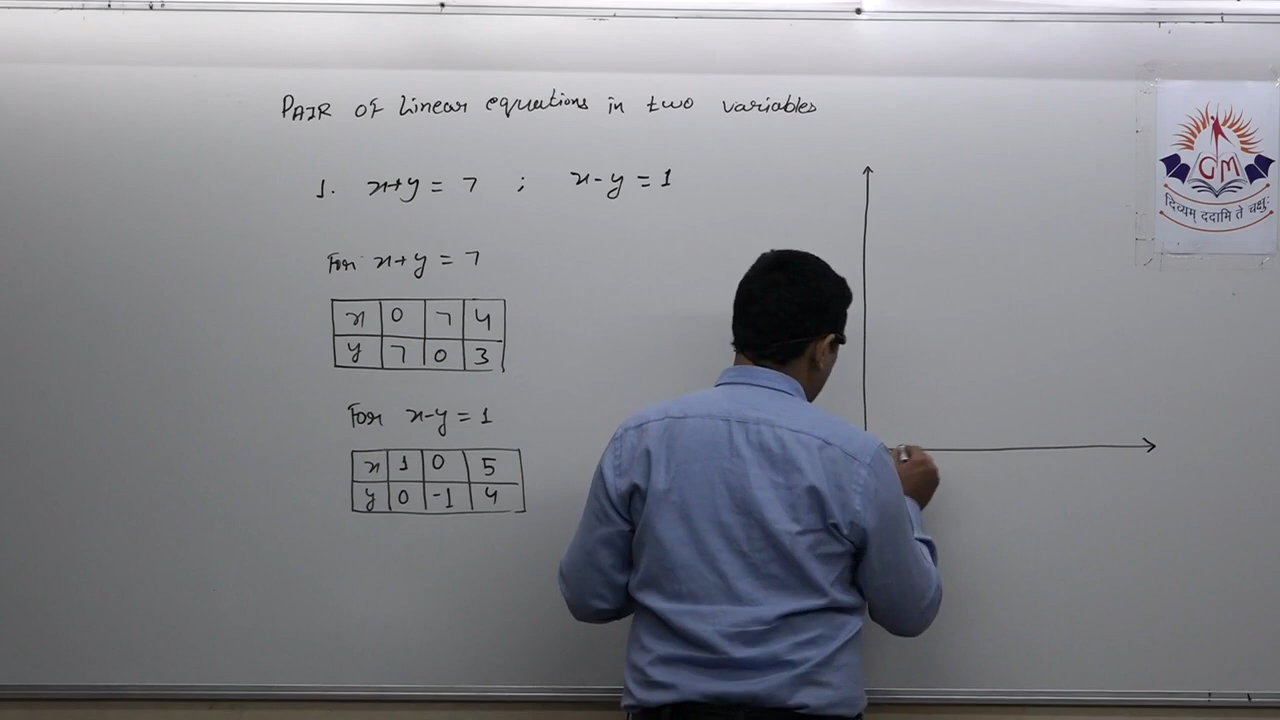 PAIR OF Linear equations in two variables
1. x+y = 7 ; x-y = 1
For x+y = 7
x 0 7 4
y 7 0 3
For x-y = 1
x 1 0 5
y 0 -1 4
GM
दिव्यम् ददामि ते चक्षुः